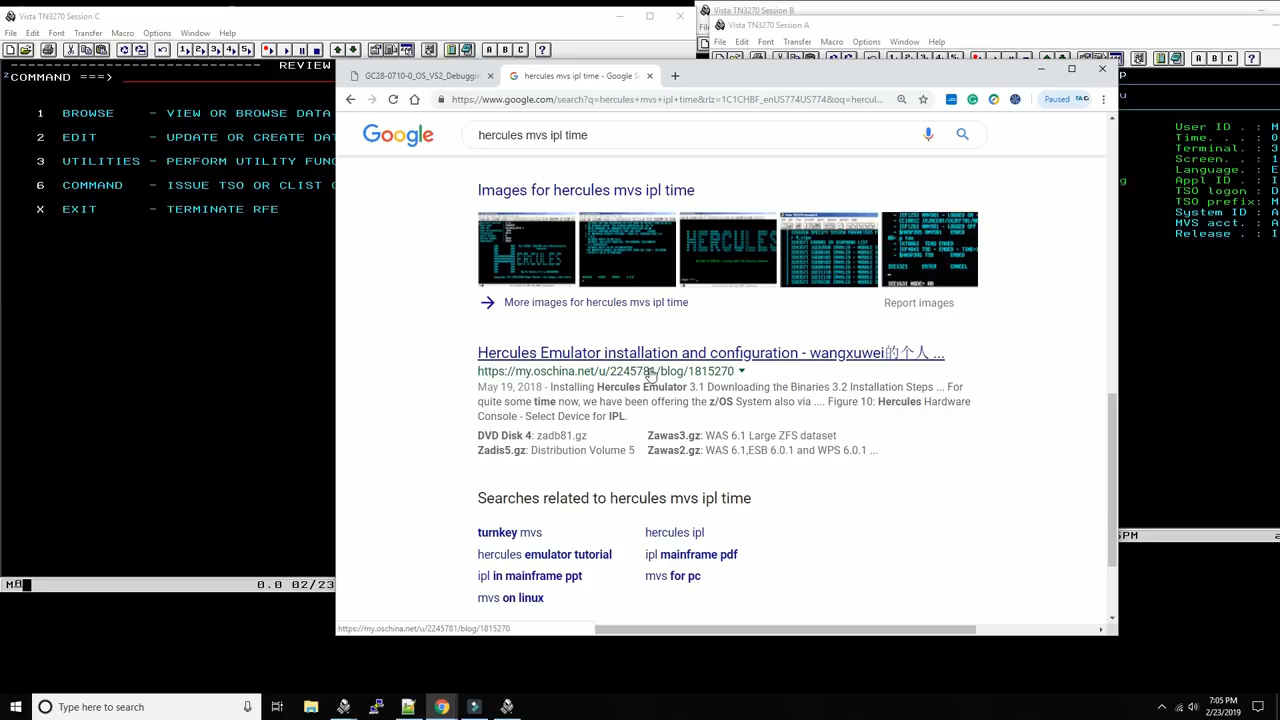 Vista TN3270 Session C
File Edit Font Transfer Macro Options Window Help
Vista TN3270 Session B
Vista TN3270 Session A
File Edit Font Transfer Macro Options Window Help
REVIEW
COMMAND ===>
1 BROWSE - VIEW OR BROWSE DATA
2 EDIT - UPDATE OR CREATE DAT
3 UTILITIES - PERFORM UTILITY FUN
6 COMMAND - ISSUE TSO OR CLIST
X EXIT - TERMINATE RFE
0.0 02/23
GC28-0710-0_OS_VS2_Debugging
hercules mvs ipl time - Google S
https://www.google.com/search?q=hercules+mvs+ipl+time&rlz=1C1CHBF_enUS774US774&oq=hercu...
Paused
Google
hercules mvs ipl time
Images for hercules mvs ipl time
HERCULES
HERCULES
More images for hercules mvs ipl time
Report images
Hercules Emulator installation and configuration - wangxuwei的个人 ...
https://my.oschina.net/u/2245781/blog/1815270
May 19, 2018 - Installing Hercules Emulator 3.1 Downloading the Binaries 3.2 Installation Steps ... For
quite some time now, we have been offering the z/OS System also via .... Figure 10: Hercules Hardware
Console - Select Device for IPL.
DVD Disk 4: zadb81.gz Zawas3.gz: WAS 6.1 Large ZFS dataset
Zadis5.gz: Distribution Volume 5 Zawas2.gz: WAS 6.1,ESB 6.0.1 and WPS 6.0.1 ...
Searches related to hercules mvs ipl time
turnkey mvs hercules ipl
hercules emulator tutorial ipl mainframe pdf
ipl in mainframe ppt mvs for pc
mvs on linux
https://my.oschina.net/u/2245781/blog/1815270
User ID . : M
Time. . . : 0
Terminal. : 3
Screen. . : 1
Language. : E
Appl ID . : I
TSO logon : D
TSO prefix: M
System ID : 
MVS acct. : A
Release . : I
Type here to search
7:05 PM
2/23/2019